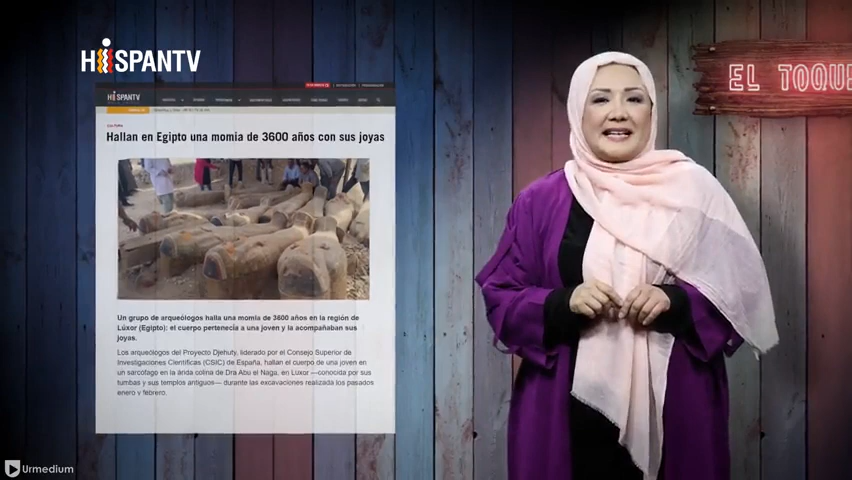 HISPANTV
EL TOQUE
HISPANTV
Hallan en Egipto una momia de 3600 años con sus joyas
Un grupo de arqueólogos halla una momia de 3600 años en la región de
Lúxor (Egipto); el cuerpo pertenecía a una joven y la acompañaban sus
joyas.
Los arqueólogos del Proyecto Djehuty, liderado por el Consejo Superior de
Investigaciones Científicas (CSIC) de España, hallan el cuerpo de una joven en
un sarcófago en la árida colina de Dra Abu el Naga, en Lúxor —conocida por sus
tumbas y sus templos antiguos— durante las excavaciones realizada los pasados
enero y febrero.
Urmedium